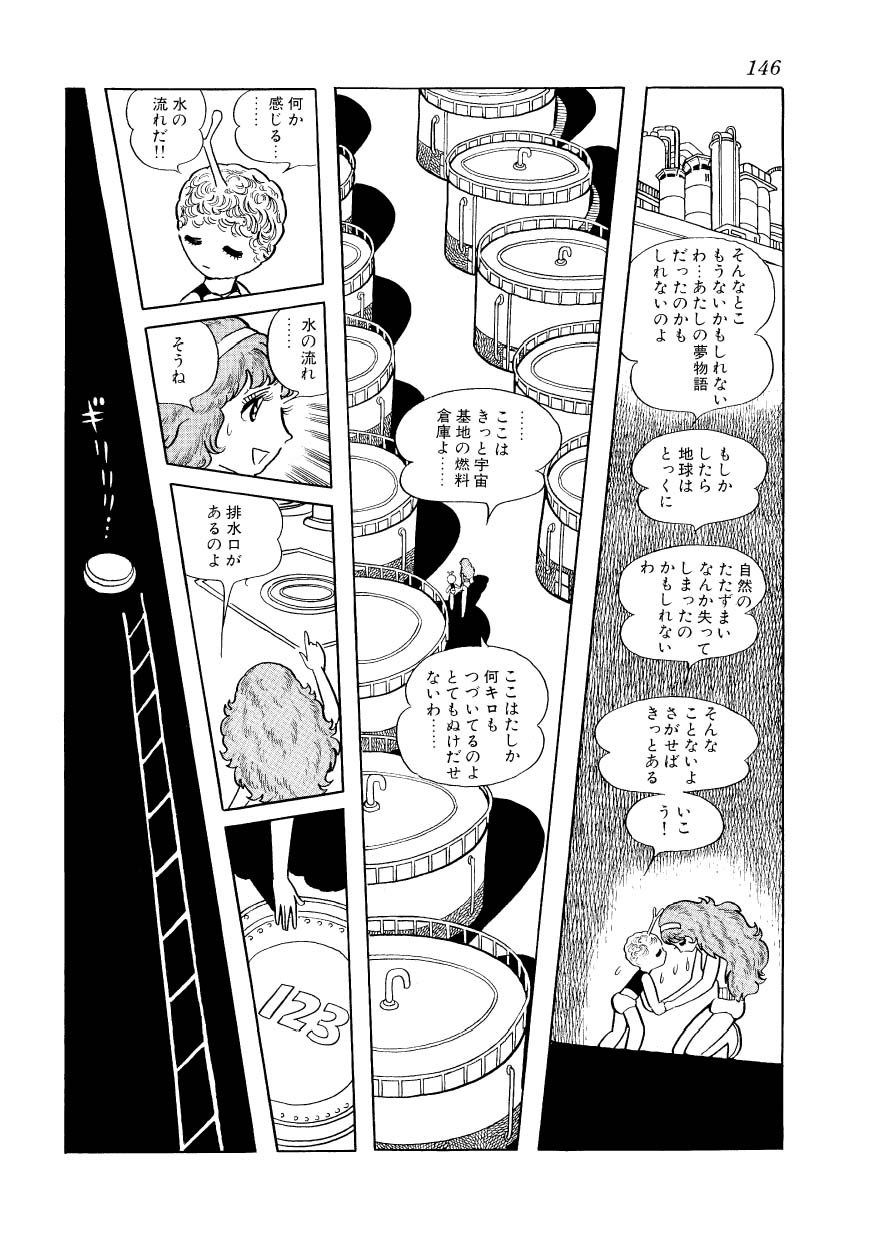 146
そんなとこ
もうないかもしれない
わ…あたしの夢物語
だったのかも
しれないのよ
もしか
したら
地球は
とっくに
自然の
たたずまい
なんか失って
しまったの
かもしれない
わ
そんな
ことないよ
さがせば
きっとある
いこ
う！
……
ここは
きっと宇宙
基地の燃料
倉庫よ……
ここはたしか
何キロも
つづいてるのよ
とてもぬけだせ
ないわ……
何か
感じる…
……
水の
流れだ!!
水の流れ
……
そうね
排水口が
あるのよ
123
ギリリリ…